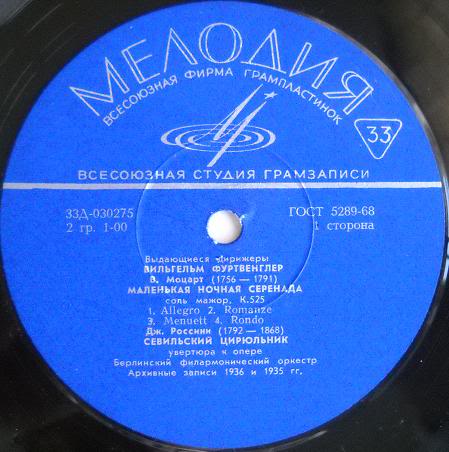 МЕЛОДИЯ
ВСЕСОЮЗНАЯ ФИРМА ГРАМПЛАСТИНОК
33
ВСЕСОЮЗНАЯ СТУДИЯ ГРАМЗАПИСИ
33Д-030275 ГОСТ 5289-68
2 гр. 1-00 1 сторона
Выдающиеся дирижеры
ВИЛЬГЕЛЬМ ФУРТВЕНГЛЕР
В. Моцарт (1756 — 1791)
МАЛЕНЬКАЯ НОЧНАЯ СЕРЕНАДА
соль мажор, К.525
1. Allegro 2. Romanze
3. Menuett 4. Rondo
Дж. Россини (1792 — 1868)
СЕВИЛЬСКИЙ ЦИРЮЛЬНИК
увертюра к опере
Берлинский филармонический оркестр
Архивные записи 1936 и 1935 гг.